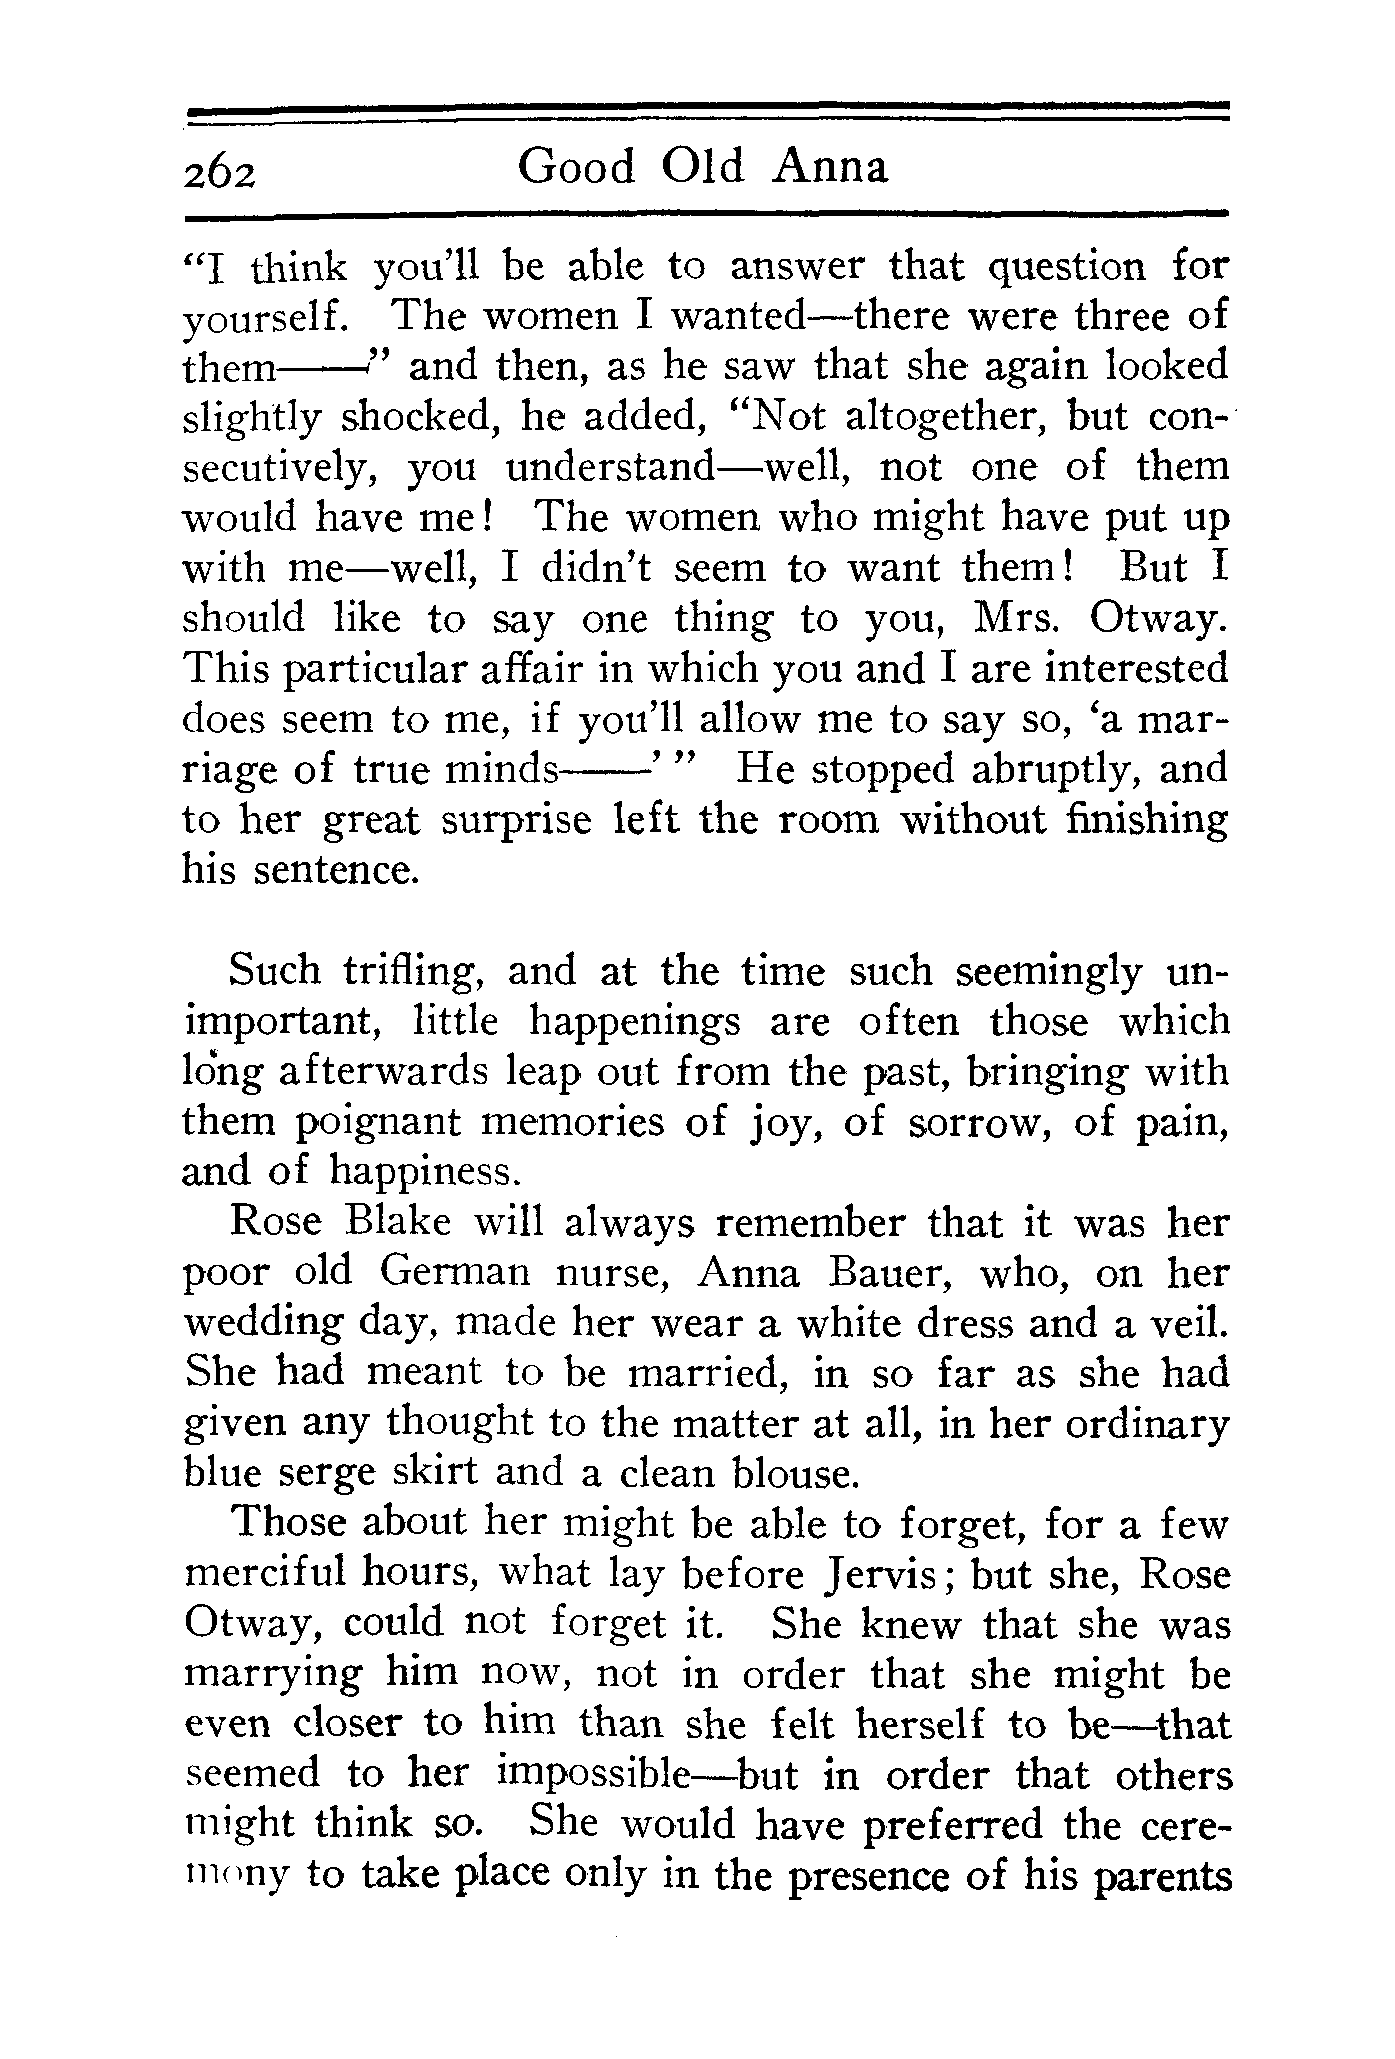 262 Good Old Anna
"I think you'll be able to answer that question for
yourself. The women I wanted—there were three of
them——" and then, as he saw that she again looked
slightly shocked, he added, "Not altogether, but con-
secutively, you understand—well, not one of them
would have me! The women who might have put up
with me—well, I didn't seem to want them! But I
should like to say one thing to you, Mrs. Otway.
This particular affair in which you and I are interested
does seem to me, if you'll allow me to say so, 'a mar-
riage of true minds——' " He stopped abruptly, and
to her great surprise left the room without finishing
his sentence.
Such trifling, and at the time such seemingly un-
important, little happenings are often those which
long afterwards leap out from the past, bringing with
them poignant memories of joy, of sorrow, of pain,
and of happiness.
Rose Blake will always remember that it was her
poor old German nurse, Anna Bauer, who, on her
wedding day, made her wear a white dress and a veil.
She had meant to be married, in so far as she had
given any thought to the matter at all, in her ordinary
blue serge skirt and a clean blouse.
Those about her might be able to forget, for a few
merciful hours, what lay before Jervis; but she, Rose
Otway, could not forget it. She knew that she was
marrying him now, not in order that she might be
even closer to him than she felt herself to be—that
seemed to her impossible—but in order that others
might think so. She would have preferred the cere-
mony to take place only in the presence of his parents